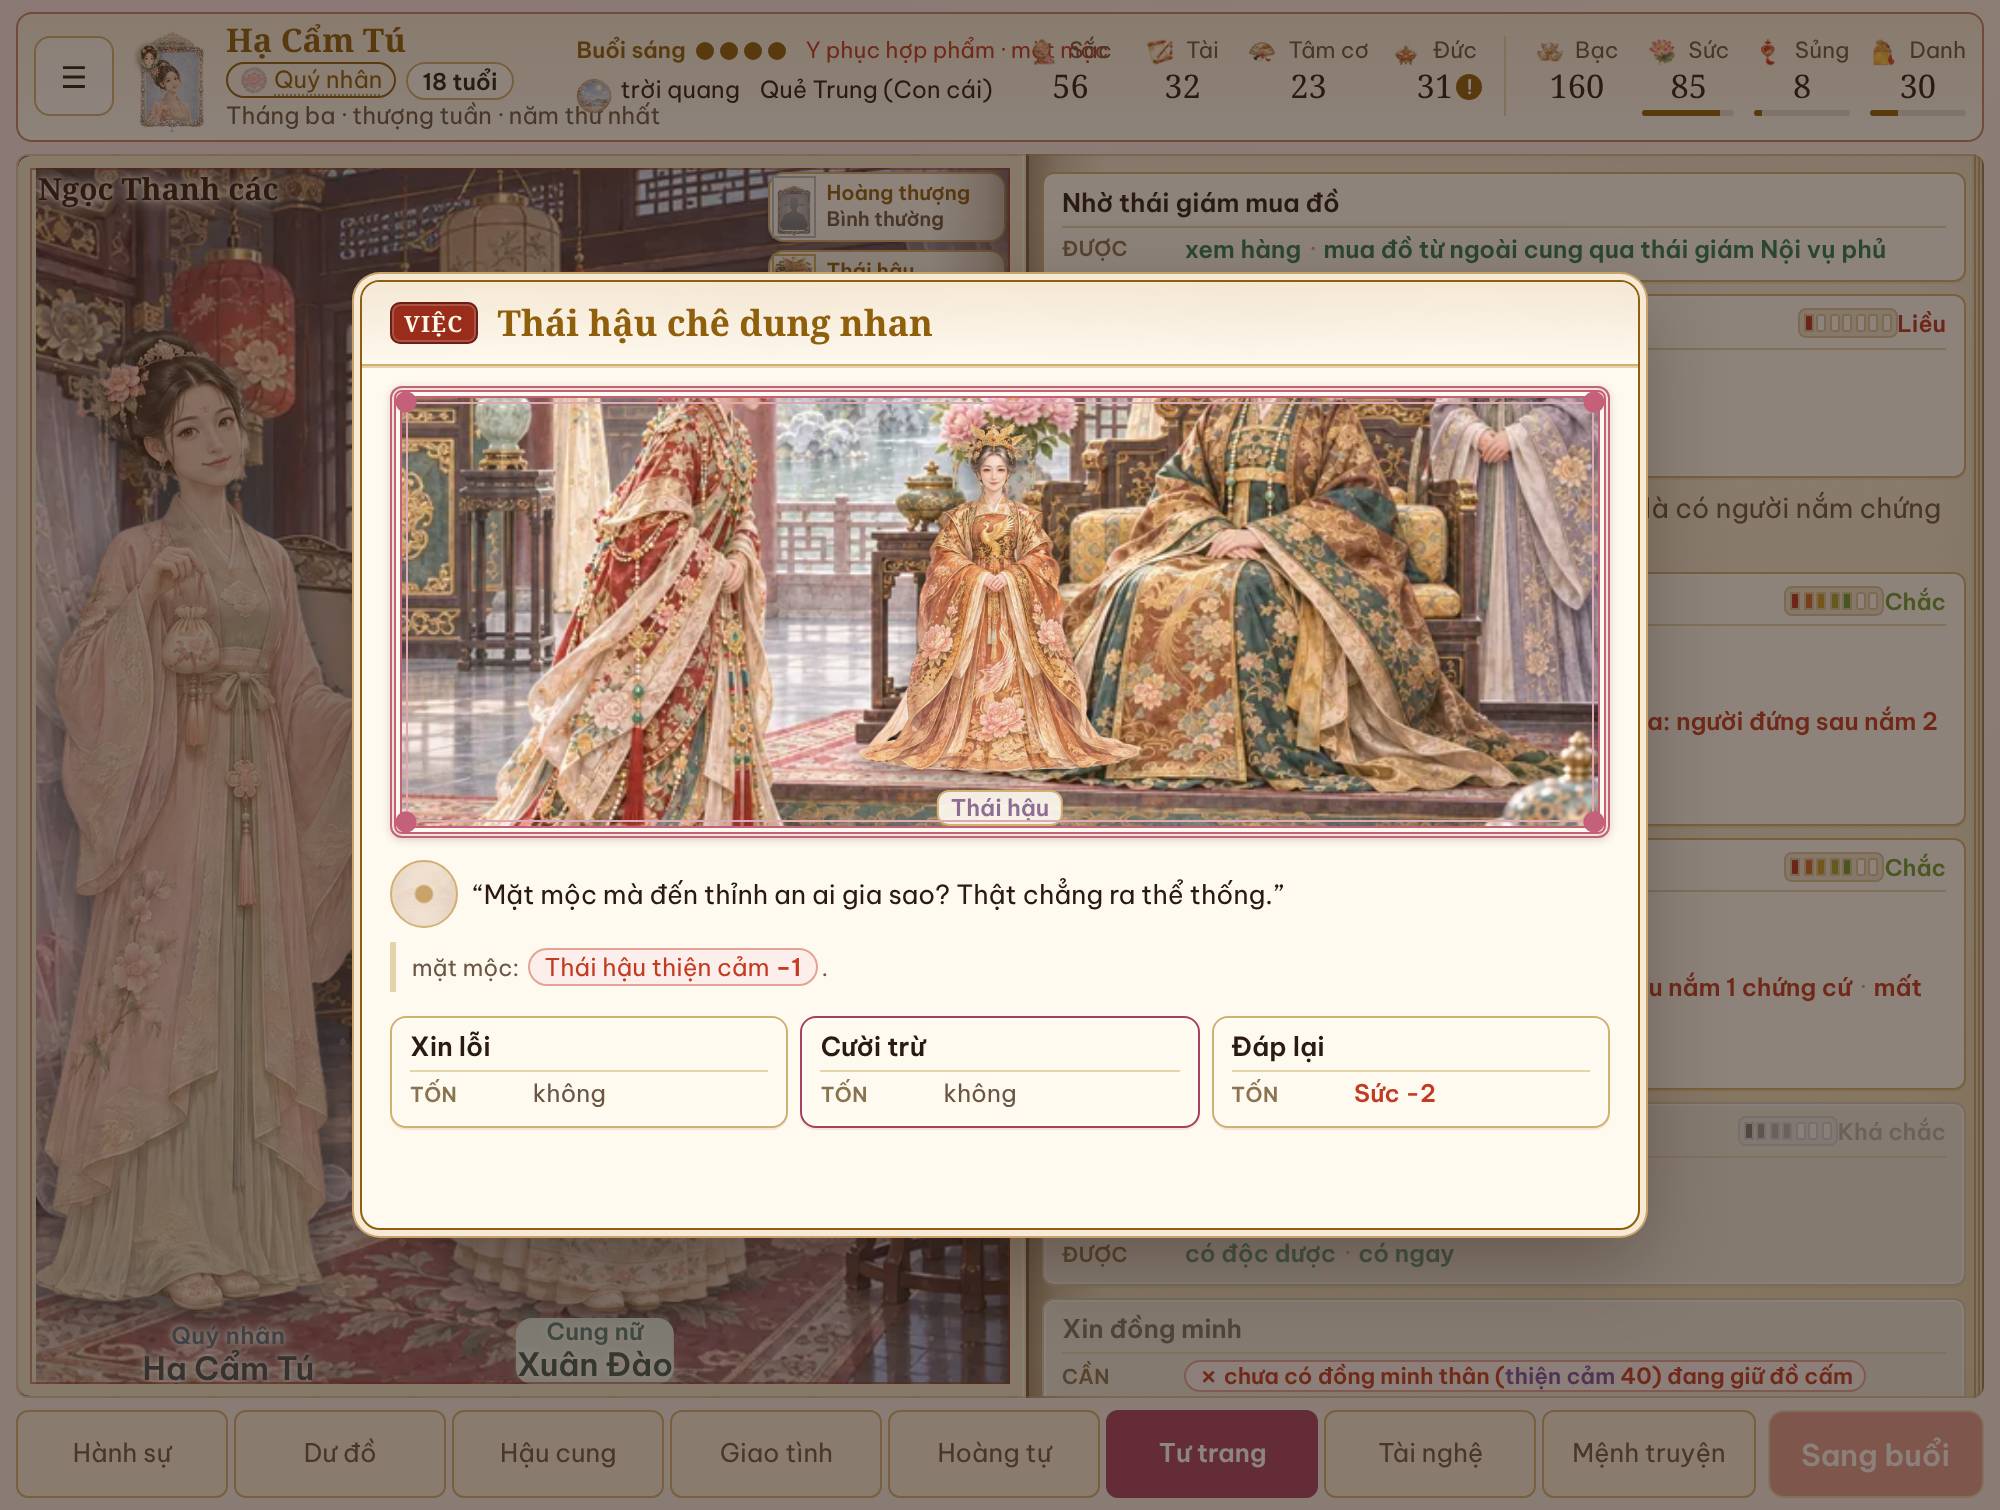 ☰
Hạ Cẩm Tú
Quý nhân
18 tuổi
Tháng ba · thượng tuần · năm thứ nhất
Buổi sáng
Y phục hợp phẩm · mặt mộc
trời quang Quẻ Trung (Con cái)
Sắc
56
Tài
32
Tâm cơ
23
Đức
31 !
Bạc
160
Sức
85
Sủng
8
Danh
30
Ngọc Thanh các
Hoàng thượng
Bình thường
Thái hậu
Quý nhân
Hạ Cẩm Tú
Cung nữ
Xuân Đào
Nhờ thái giám mua đồ
ĐƯỢC xem hàng · mua đồ từ ngoài cung qua thái giám Nội vụ phủ
Liều
là có người nắm chứng
Chắc
a: người đứng sau nắm 2
Chắc
u nắm 1 chứng cứ · mất
Khá chắc
ĐƯỢC có độc dược · có ngay
Xin đồng minh
CẦN × chưa có đồng minh thân (thiện cảm 40) đang giữ đồ cấm
VIỆC Thái hậu chê dung nhan
Thái hậu
“Mặt mộc mà đến thỉnh an ai gia sao? Thật chẳng ra thể thống.”
mặt mộc: Thái hậu thiện cảm −1 .
Xin lỗi
TỐN không
Cười trừ
TỐN không
Đáp lại
TỐN Sức −2
Hành sự
Dư đồ
Hậu cung
Giao tình
Hoàng tự
Tư trang
Tài nghệ
Mệnh truyện
Sang buổi